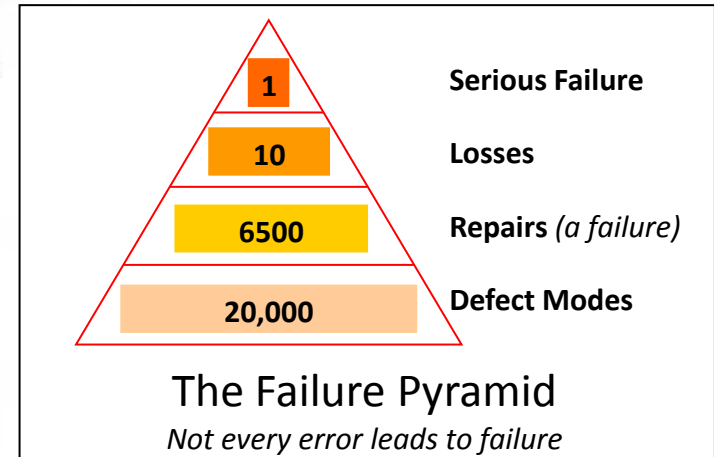 1 Serious Failure
10 Losses
6500 Repairs (a failure)
20,000 Defect Modes
The Failure Pyramid
Not every error leads to failure